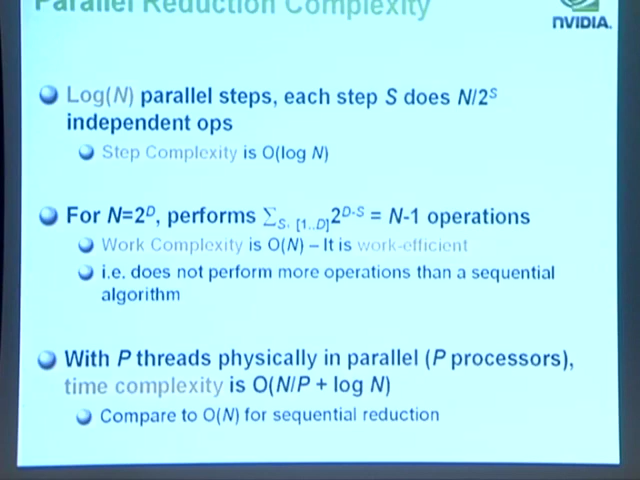 Parallel Reduction Complexity
nVIDIA.
Log(N) parallel steps, each step S does N/2^S
independent ops
Step Complexity is O(log N)
For N=2^D, performs ∑S∈[1..D]2^D-S = N-1 operations
Work Complexity is O(N) – It is work-efficient
i.e. does not perform more operations than a sequential
algorithm
With P threads physically in parallel (P processors),
time complexity is O(N/P + log N)
Compare to O(N) for sequential reduction